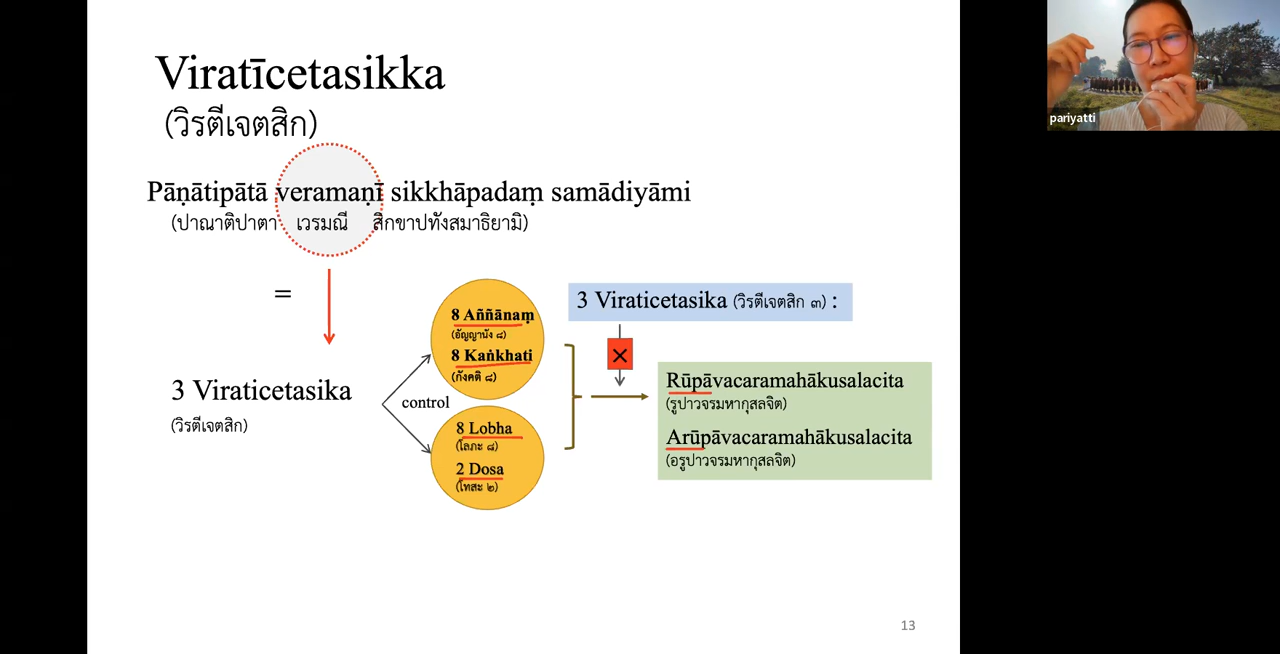 Viratīcetasikka
(วิรตีเจตสิก)
Pāṇātipātā veramaṇī sikkhāpadaṃ samādiyāmi
(ปาณาติปาตา เวรมณี สิกขาปทังสมาธิยามิ)
=
3 Viraticetasika
(วิรตีเจตสิก)
control
8 Aññānaṃ
(อัญญานัง ๘)
8 Kaṅkhati
(กังคติ ๘)
8 Lobha
(โลภะ ๘)
2 Dosa
(โทสะ ๒)
3 Viraticetasika (วิรตีเจตสิก ๓) :
Rūpāvacaramahākusalacita
(รูปาวจรมหากุสลจิต)
Arūpāvacaramahākusalacita
(อรูปาวจรมหากุสลจิต)
13
pariyatti